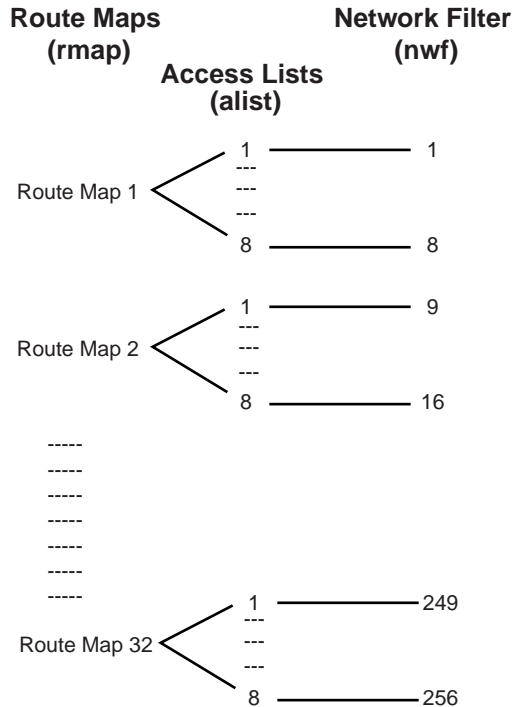 Route Maps
(rmap)
Network Filter
(nwf)
Access Lists
(alist)
1 1
---
Route Map 1 ---
---
8 8
1 9
---
Route Map 2 ---
---
8 16
-----
-----
-----
-----
-----
-----
-----
1 249
---
Route Map 32 ---
---
8 256